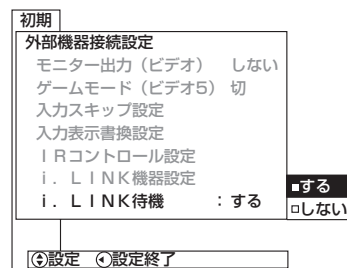 初期
外部機器接続設定
モニター出力（ビデオ） しない
ゲームモード（ビデオ5） 切
入力スキップ設定
入力表示書換設定
IRコントロール設定
i．LINK機器設定
i．LINK待機 ：する
■する
□しない
設定 設定終了